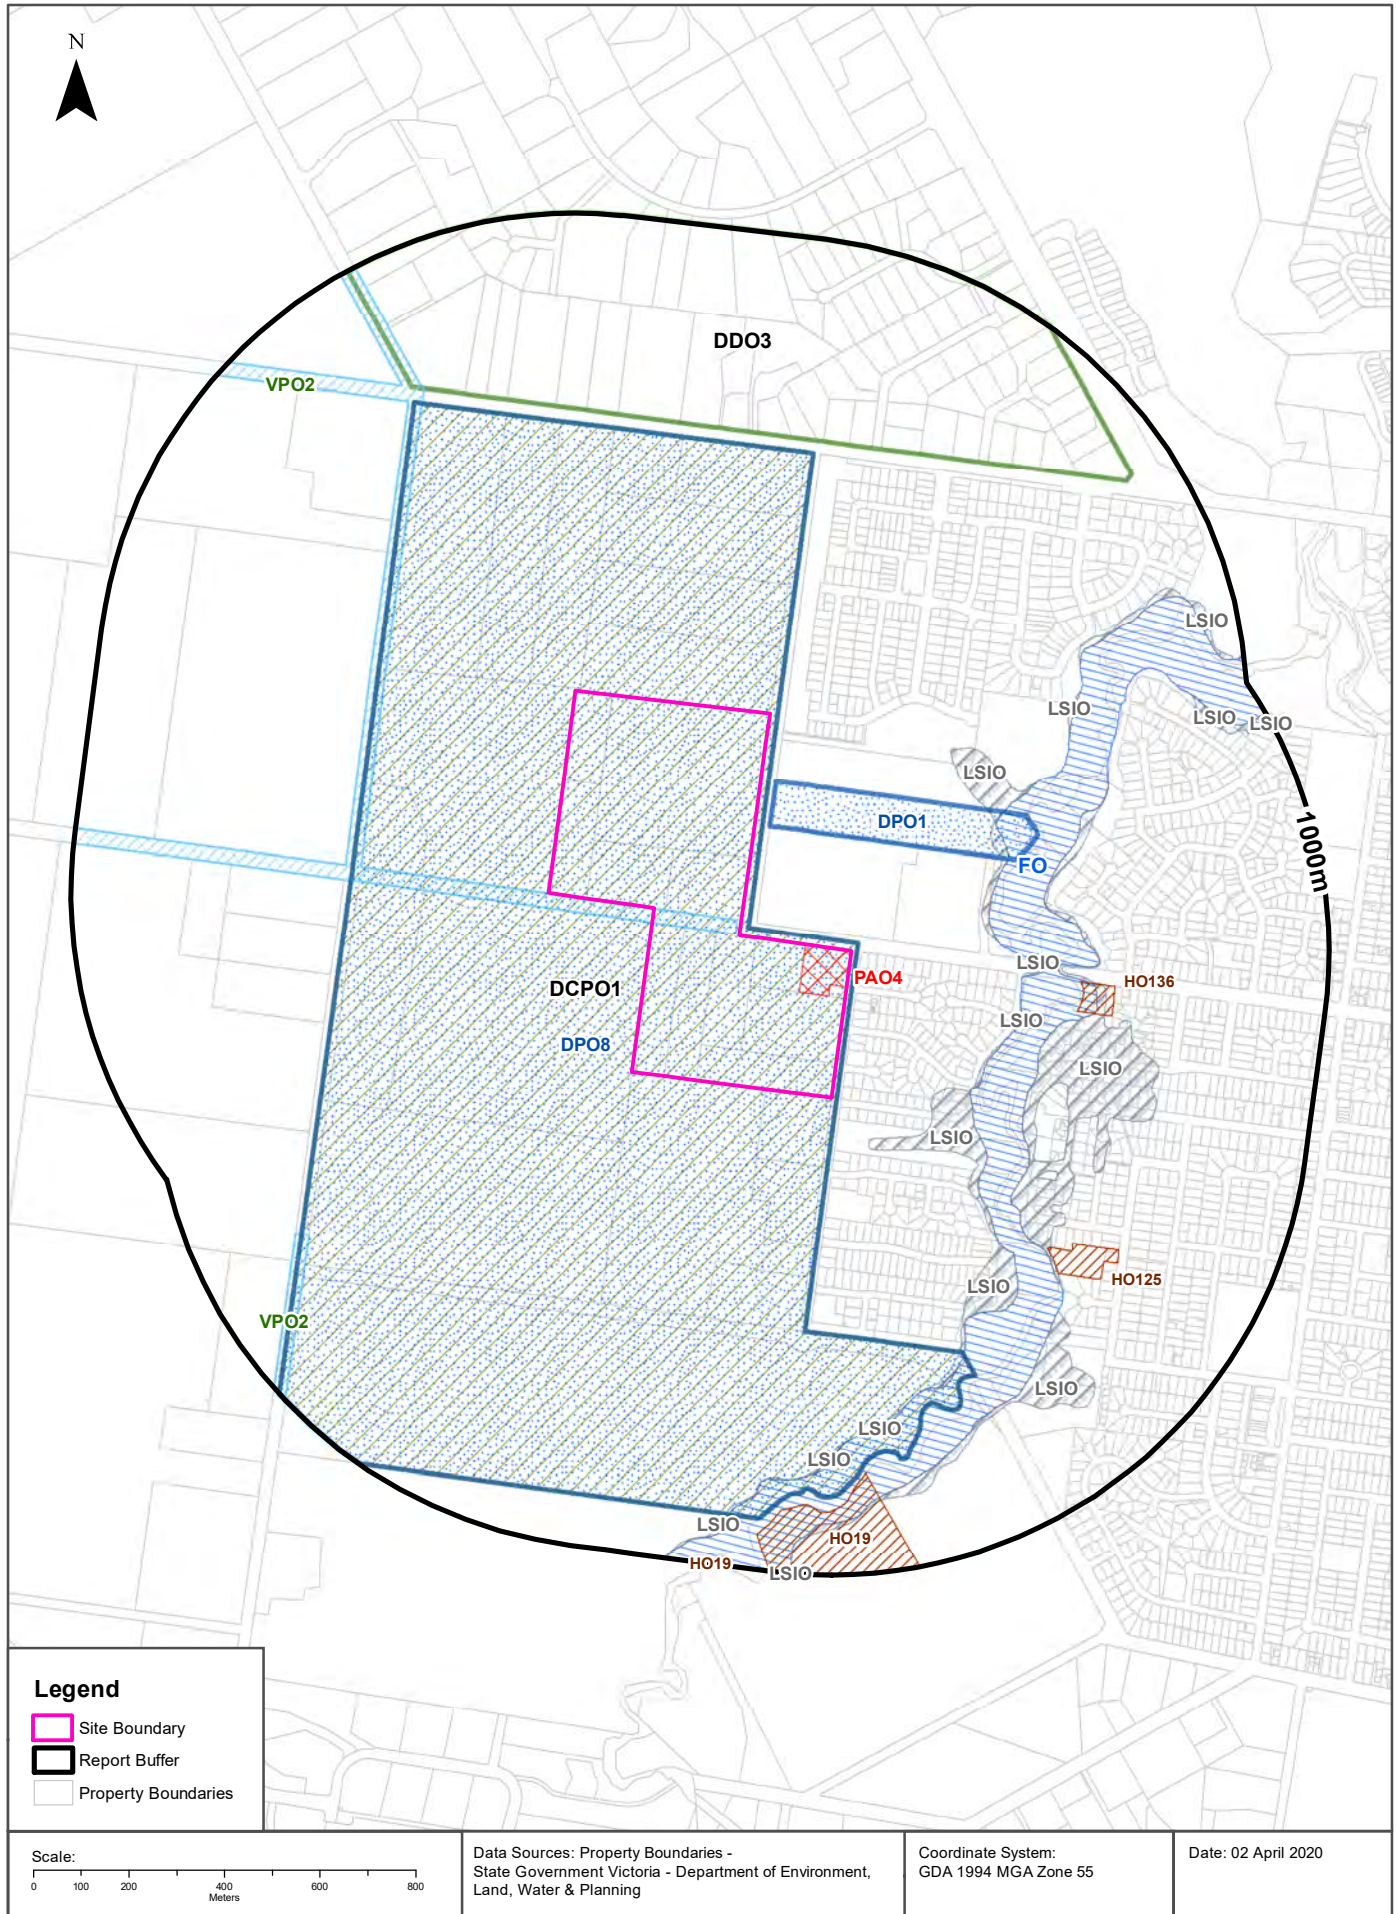 N
DDO3
VPO2
LSIO
LSIO
LSIO
LSIO
LSIO
DPO1
1000m
FO
LSIO
PAO4
HO136
DCPO1
LSIO
DPO8
LSIO
LSIO
HO125
LSIO
VPO2
LSIO
LSIO
LSIO
LSIO
HO19
HO19
LSIO
Legend
Site Boundary
Report Buffer
Property Boundaries
Scale:
0 100 200 400 600 800
Meters
Data Sources: Property Boundaries -
State Government Victoria - Department of Environment,
Land, Water & Planning
Coordinate System:
GDA 1994 MGA Zone 55
Date: 02 April 2020